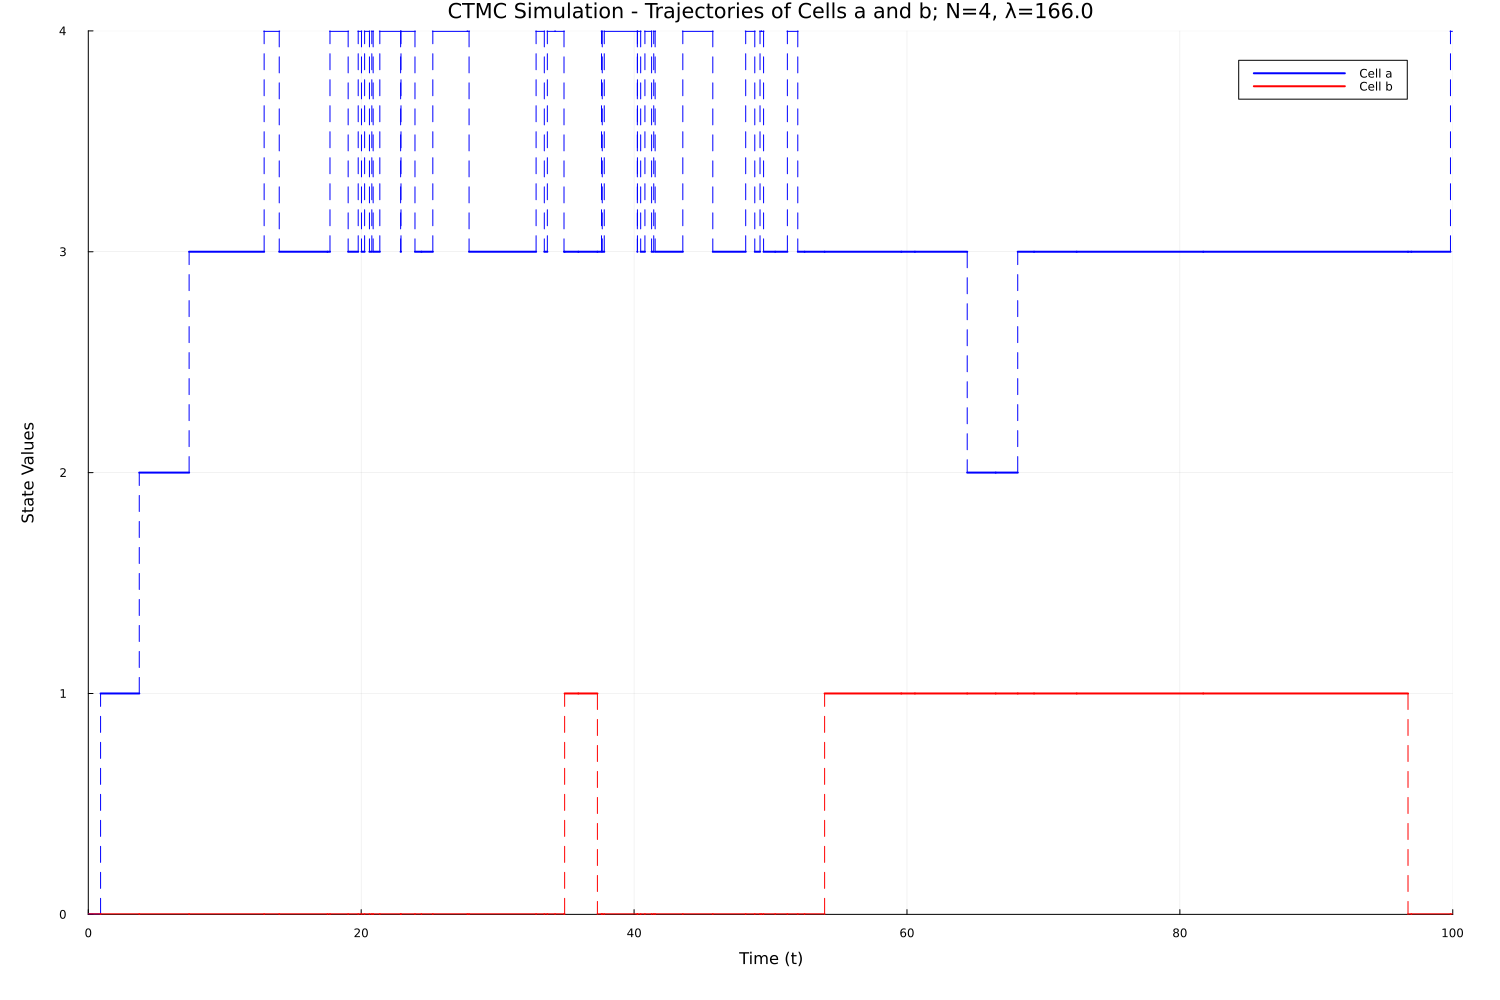 CTMC Simulation - Trajectories of Cells a and b; N=4, λ=166.0
4
Cell a
Cell b
3
State Values
2
1
0
0 20 40 60 80 100
Time (t)